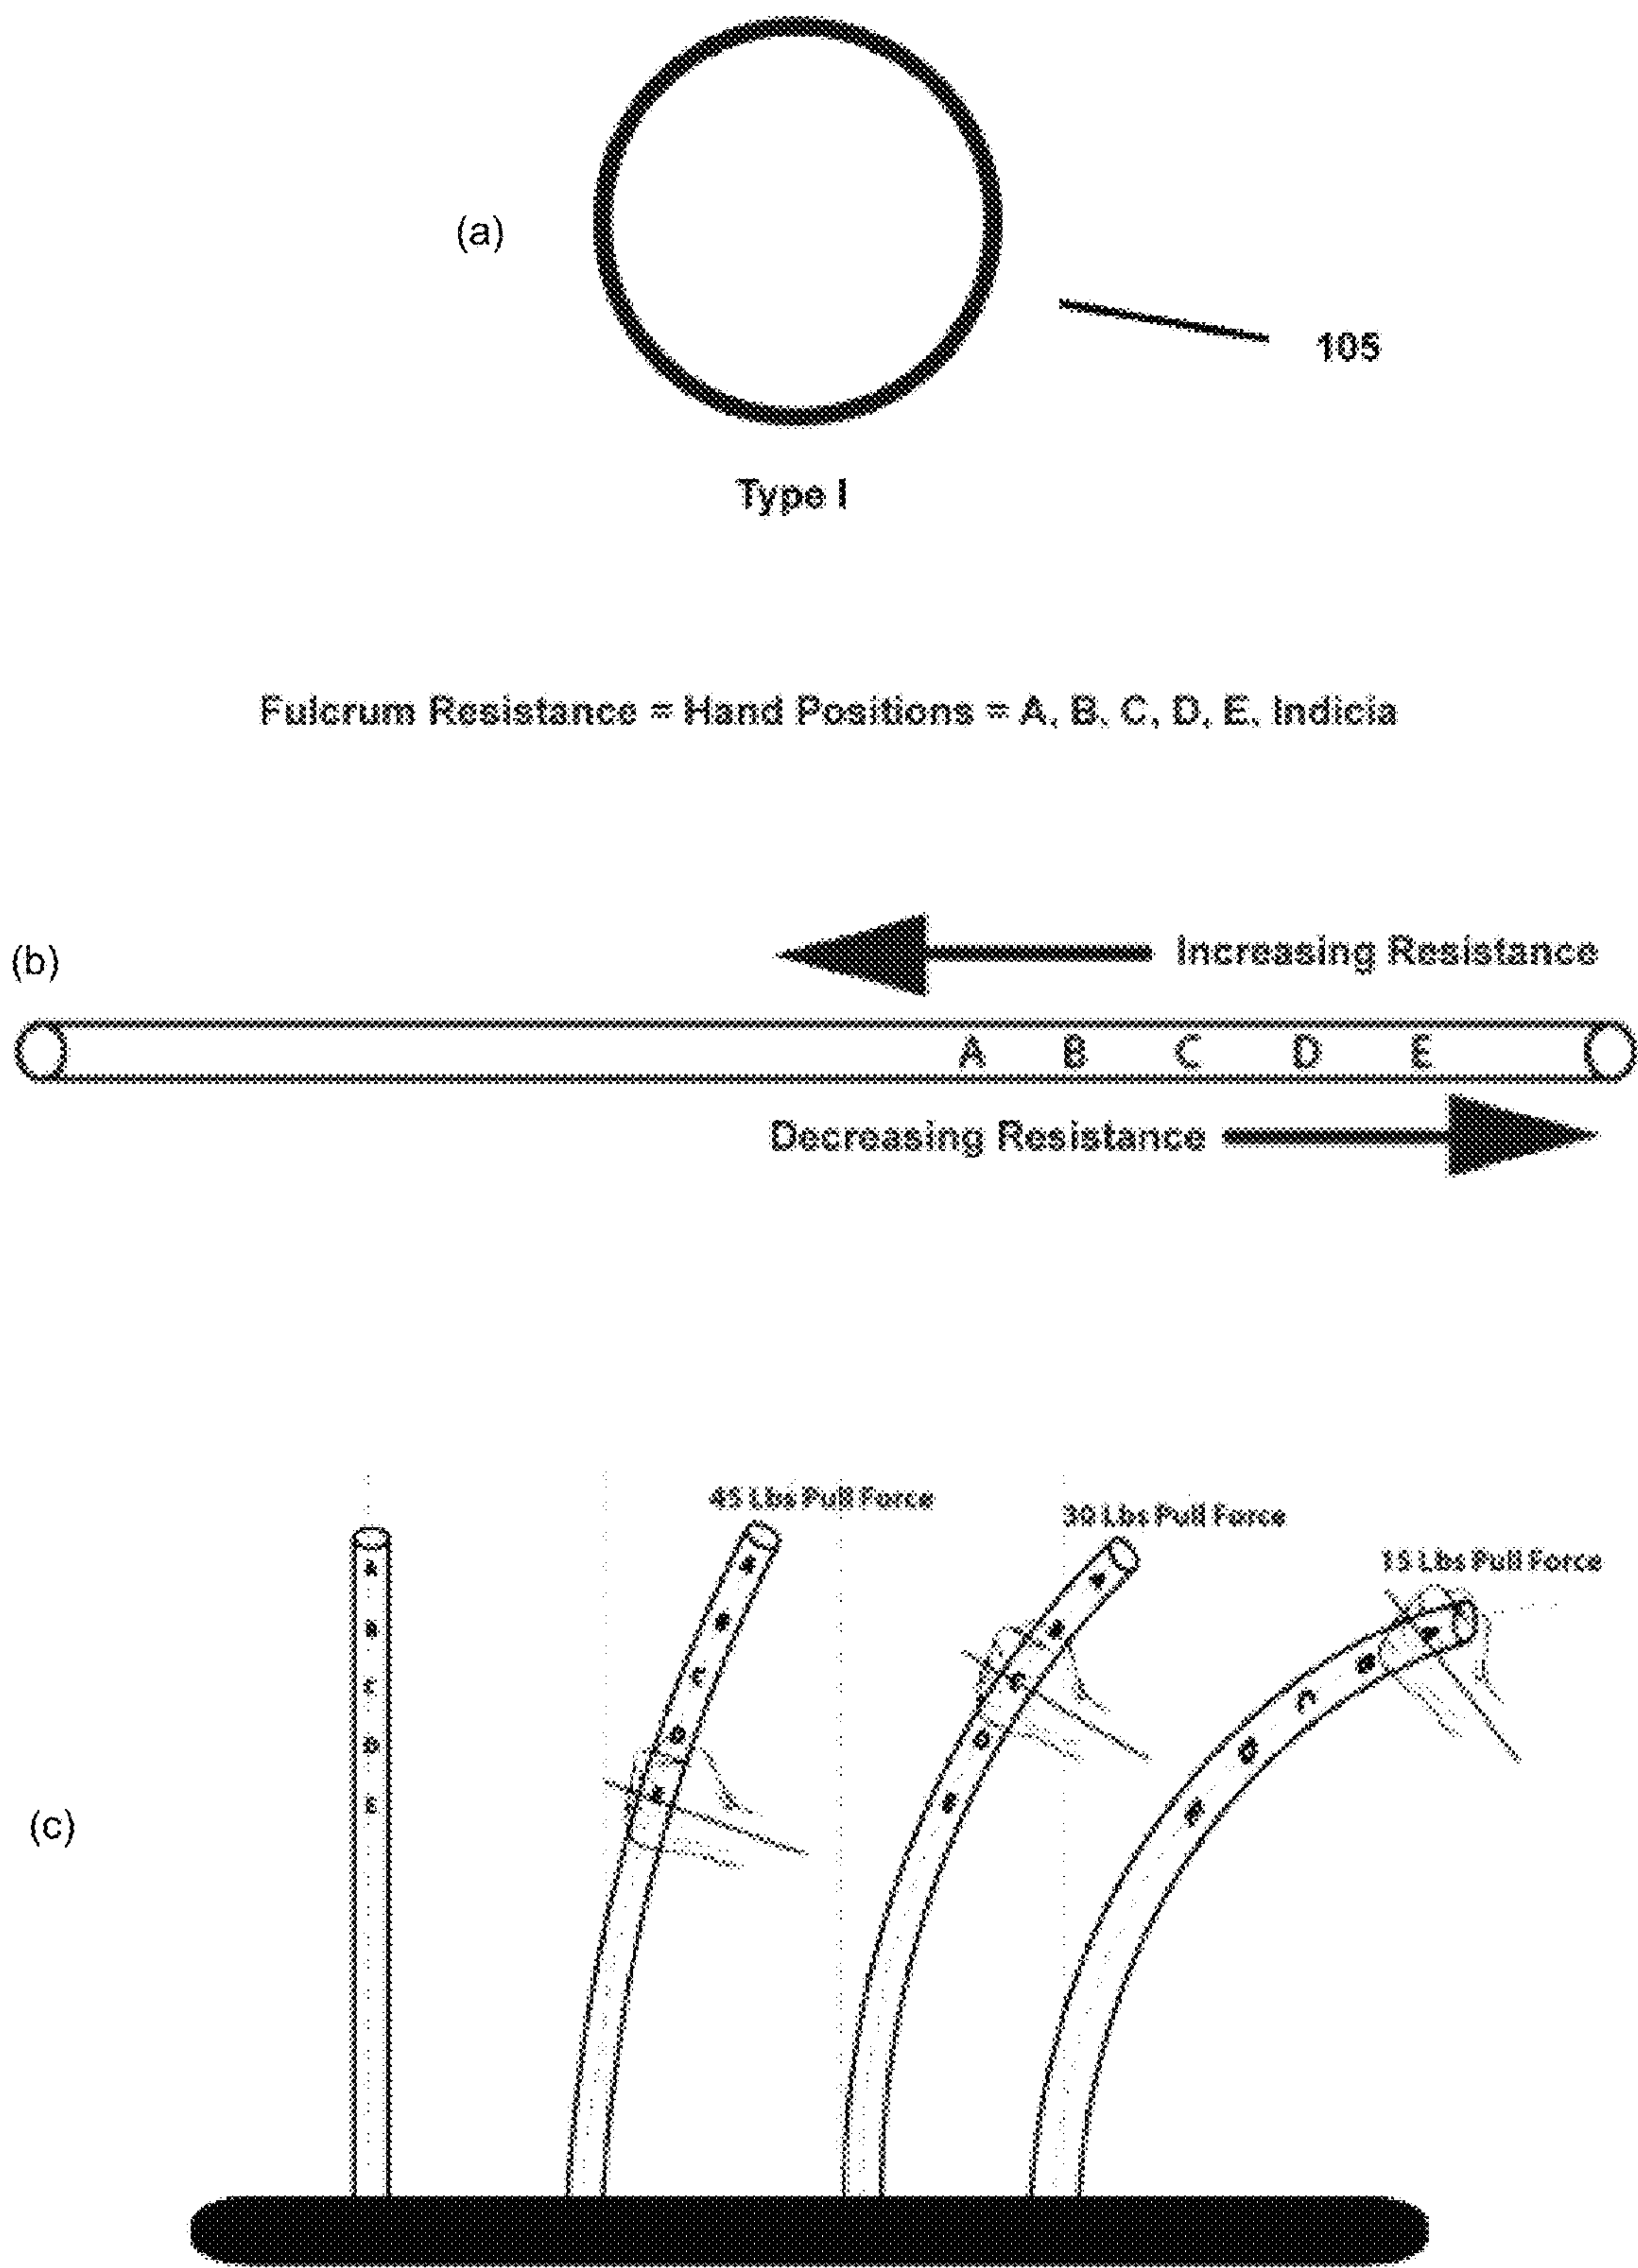 (a)
105
Type I
Fulcrum Resistance = Hand Positions = A, B, C, D, E, Indicia
(b)
Increasing Resistance
A B C D E
Decreasing Resistance
45 Lbs Pull Force
30 Lbs Pull Force
15 Lbs Pull Force
A
B
C
D
E
A
B
C
D
E
A
B
C
D
E
A
B
C
D
E
(c)